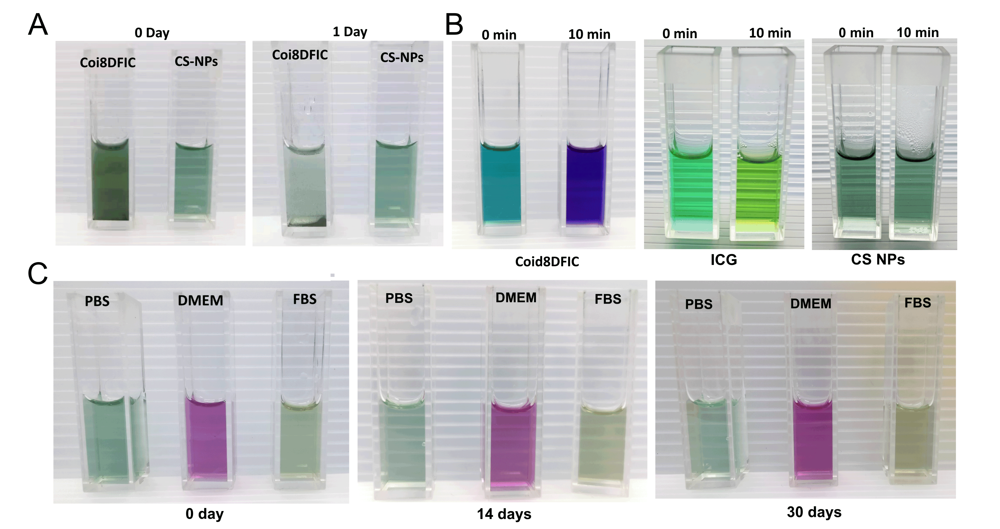 A
0 Day
1 Day
Coi8DFIC
CS-NPs
Coi8DFIC
CS-NPs
B
0 min
10 min
0 min
10 min
0 min
10 min
Coid8DFIC
ICG
CS NPs
C
PBS
DMEM
FBS
PBS
DMEM
FBS
PBS
DMEM
FBS
0 day
14 days
30 days